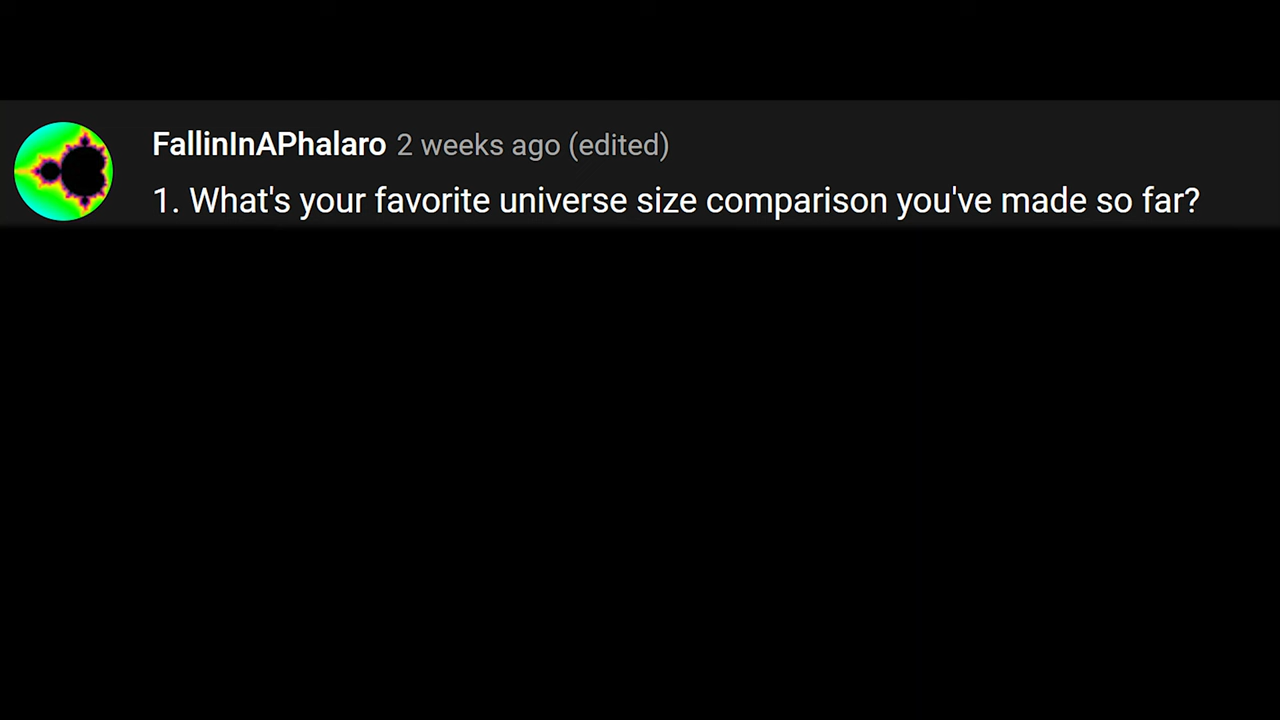 FallinInAPhalaro 2 weeks ago (edited)
1. What's your favorite universe size comparison you've made so far?